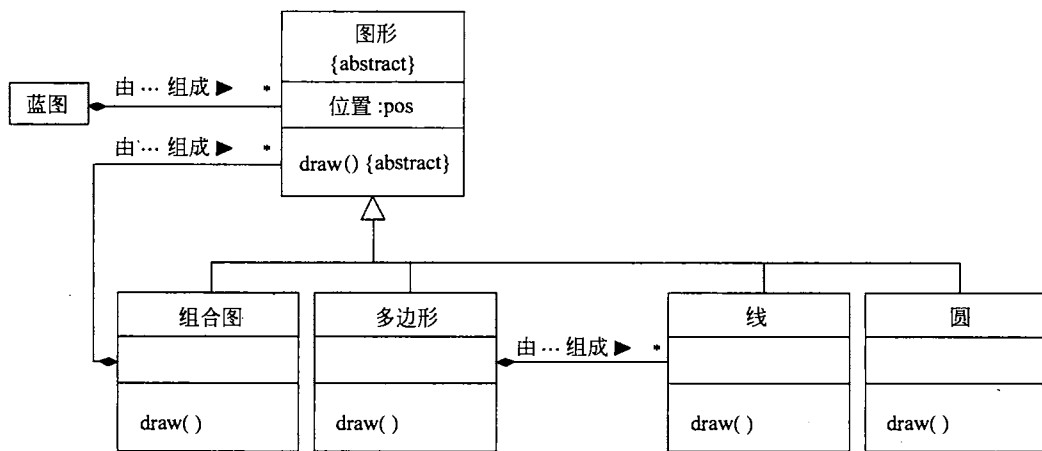 图形
{abstract}
由 … 组成 ▶ *
蓝图
位置 :pos
由 … 组成 ▶ *
draw() {abstract}
组合图
多边形
线
圆
由 … 组成 ▶ *
draw( )
draw( )
draw( )
draw( )